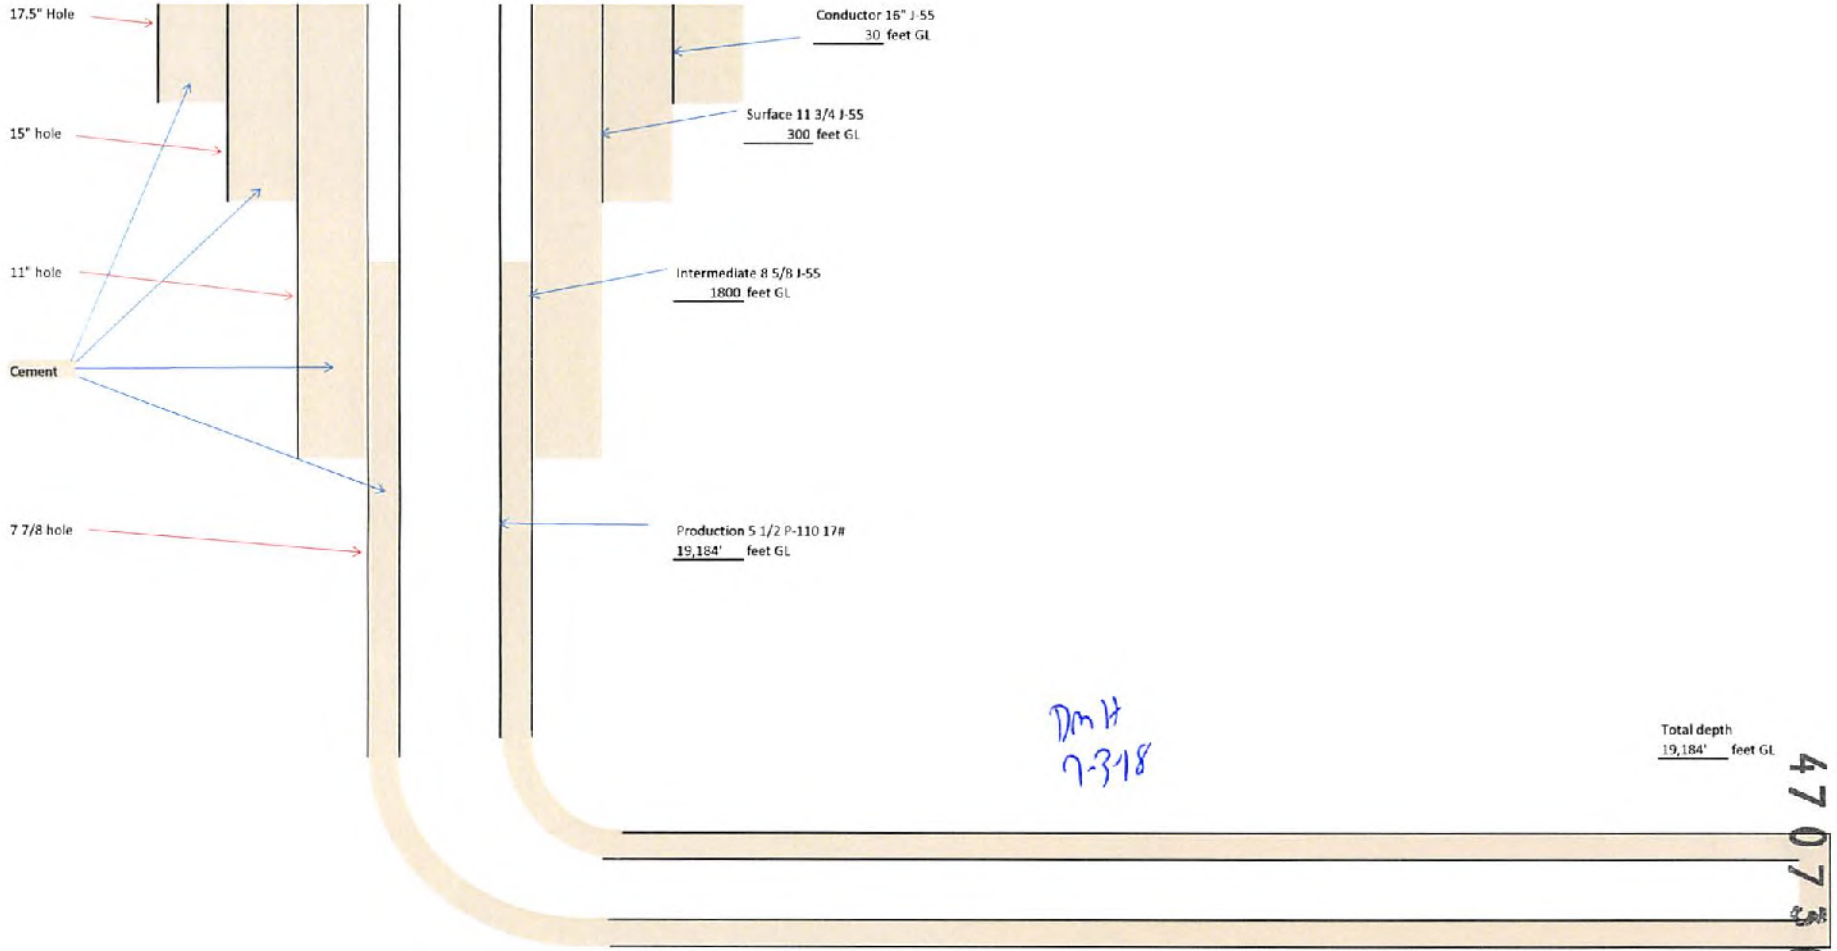 17.5" Hole
Conductor 16" J-55
30 feet GL
Surface 11 3/4 J-55
300 feet GL
15" hole
11" hole
Intermediate 8 5/8 J-55
1800 feet GL
Cement
7 7/8 hole
Production 5 1/2 P-110 17#
19,184' feet GL
DmH
7-3-18
Total depth
19,184' feet GL
47073